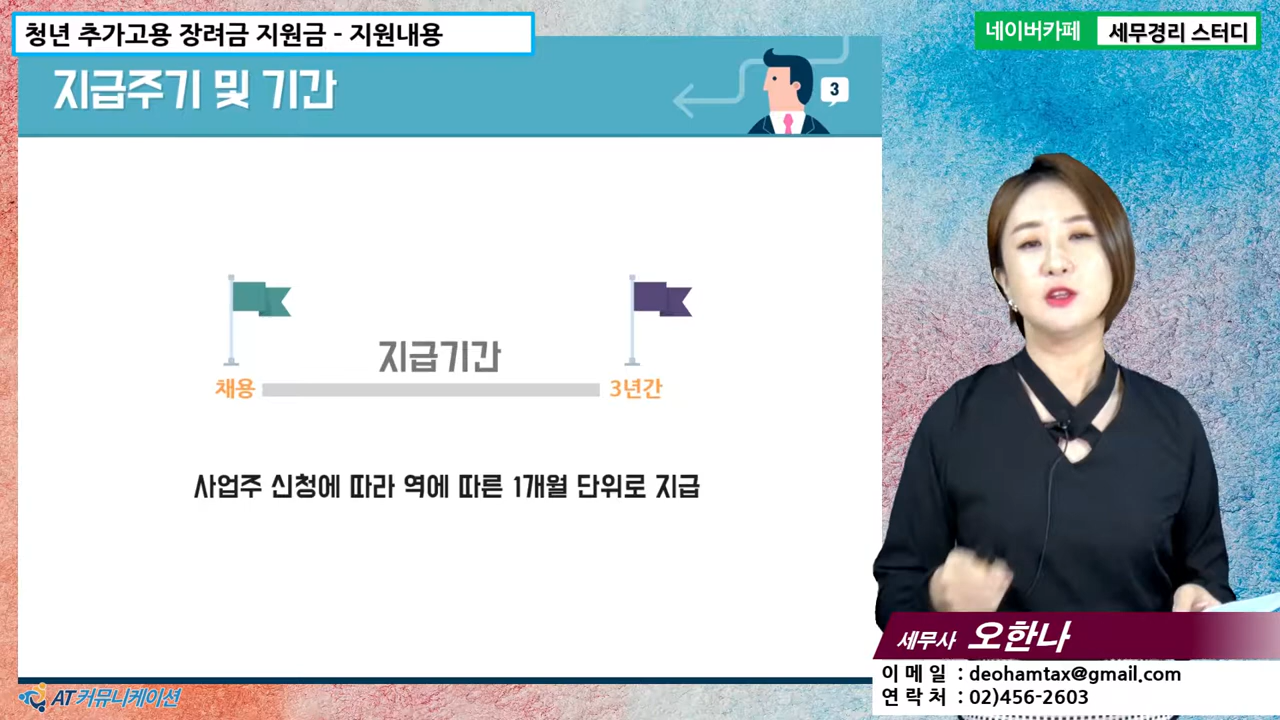 청년 추가고용 장려금 지원금 - 지원내용
네이버카페 세무경리 스터디
지급주기 및 기간
3
지급기간
채용 3년간
사업주 신청에 따라 역에 따른 1개월 단위로 지급
세무사 오한나
이 메 일 : deohamtax@gmail.com
연 락 처 : 02)456-2603
AT커뮤니케이션